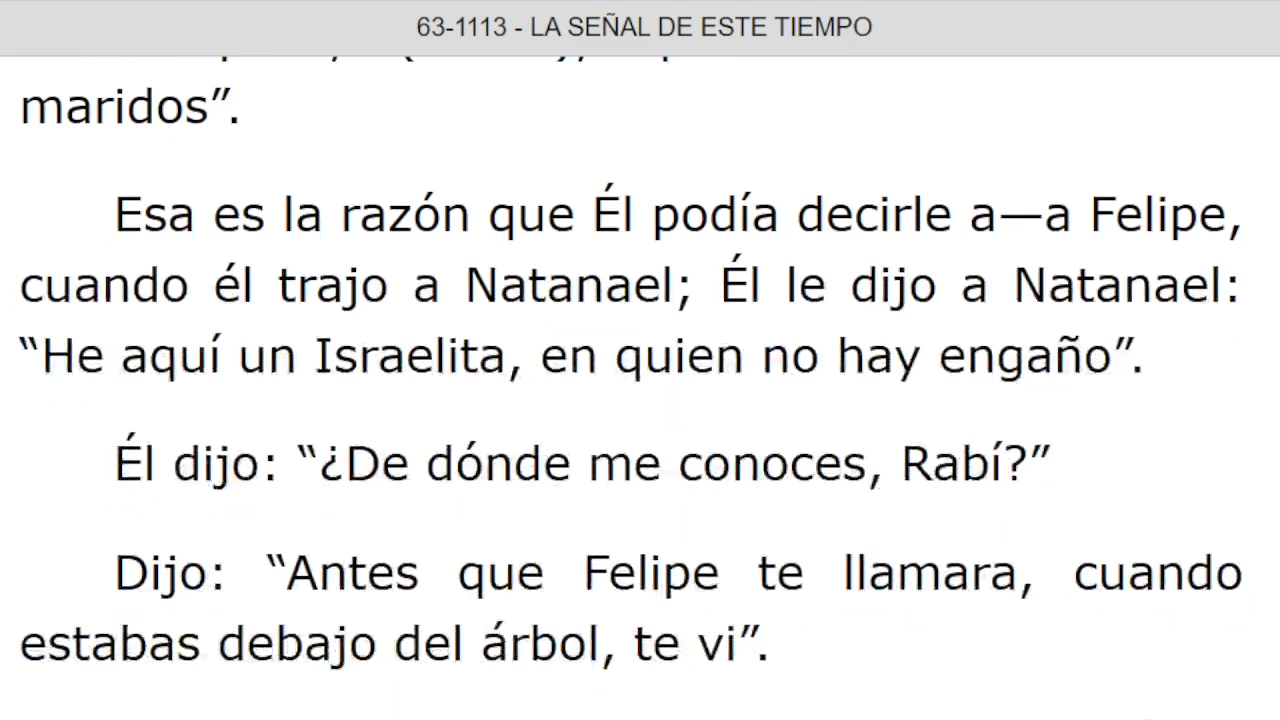 63-1113 - LA SEÑAL DE ESTE TIEMPO
maridos”.
Esa es la razón que Él podía decirle a—a Felipe,
cuando él trajo a Natanael; Él le dijo a Natanael:
“He aquí un Israelita, en quien no hay engaño”.
Él dijo: “¿De dónde me conoces, Rabí?”
Dijo: “Antes que Felipe te llamara, cuando
estabas debajo del árbol, te vi”.